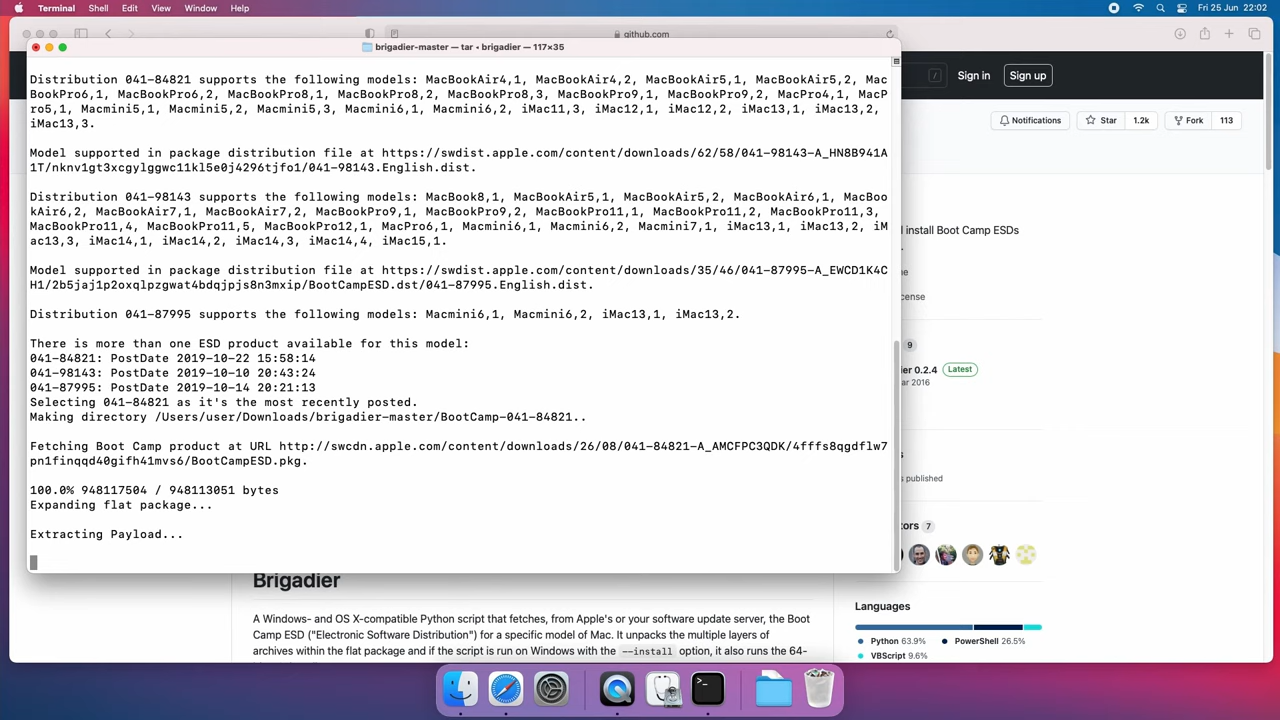 Terminal Shell Edit View Window Help Fri 25 Jun 22:02
github.com
brigadier-master — tar • brigadier — 117×35
Sign in Sign up
Notifications Star 1.2k Fork 113
Distribution 041-84821 supports the following models: MacBookAir4,1, MacBookAir4,2, MacBookAir5,1, MacBookAir5,2, Mac
BookPro6,1, MacBookPro6,2, MacBookPro8,1, MacBookPro8,2, MacBookPro8,3, MacBookPro9,1, MacBookPro9,2, MacPro4,1, MacP
ro5,1, Macmini5,1, Macmini5,2, Macmini5,3, Macmini6,1, Macmini6,2, iMac11,3, iMac12,1, iMac12,2, iMac13,1, iMac13,2,
iMac13,3.
Model supported in package distribution file at https://swdist.apple.com/content/downloads/62/58/041-98143-A_HN8B941A
1T/nknv1gt3xcgylggwc11kl5e0j4296tjfo1/041-98143.English.dist.
Distribution 041-98143 supports the following models: MacBook8,1, MacBookAir5,1, MacBookAir5,2, MacBookAir6,1, MacBoo
kAir6,2, MacBookAir7,1, MacBookAir7,2, MacBookPro9,1, MacBookPro9,2, MacBookPro11,1, MacBookPro11,2, MacBookPro11,3,
MacBookPro11,4, MacBookPro11,5, MacBookPro12,1, MacPro6,1, Macmini6,1, Macmini6,2, Macmini7,1, iMac13,1, iMac13,2, iM
ac13,3, iMac14,1, iMac14,2, iMac14,3, iMac14,4, iMac15,1.
Model supported in package distribution file at https://swdist.apple.com/content/downloads/35/46/041-87995-A_EWCD1K4C
H1/2b5jaj1p2oxqlpzgwat4bdqjpjs8n3mxip/BootCampESD.dst/041-87995.English.dist.
Distribution 041-87995 supports the following models: Macmini6,1, Macmini6,2, iMac13,1, iMac13,2.
There is more than one ESD product available for this model:
041-84821: PostDate 2019-10-22 15:58:14
041-98143: PostDate 2019-10-10 20:43:24
041-87995: PostDate 2019-10-14 20:21:13
Selecting 041-84821 as it's the most recently posted.
Making directory /Users/user/Downloads/brigadier-master/BootCamp-041-84821..
Fetching Boot Camp product at URL http://swcdn.apple.com/content/downloads/26/08/041-84821-A_AMCFPC3QDK/4fffs8qgdflw7
pn1finqqd40gifh41mvs6/BootCampESD.pkg.
100.0% 948117504 / 948113051 bytes
Expanding flat package...
Extracting Payload...
install Boot Camp ESDs
icense
9
ier 0.2.4 Latest
ar 2016
s published
tors 7
Languages
Python 63.9% PowerShell 26.5%
VBScript 9.6%
Brigadier
A Windows- and OS X-compatible Python script that fetches, from Apple's or your software update server, the Boot
Camp ESD ("Electronic Software Distribution") for a specific model of Mac. It unpacks the multiple layers of
archives within the flat package and if the script is run on Windows with the --install option, it also runs the 64-